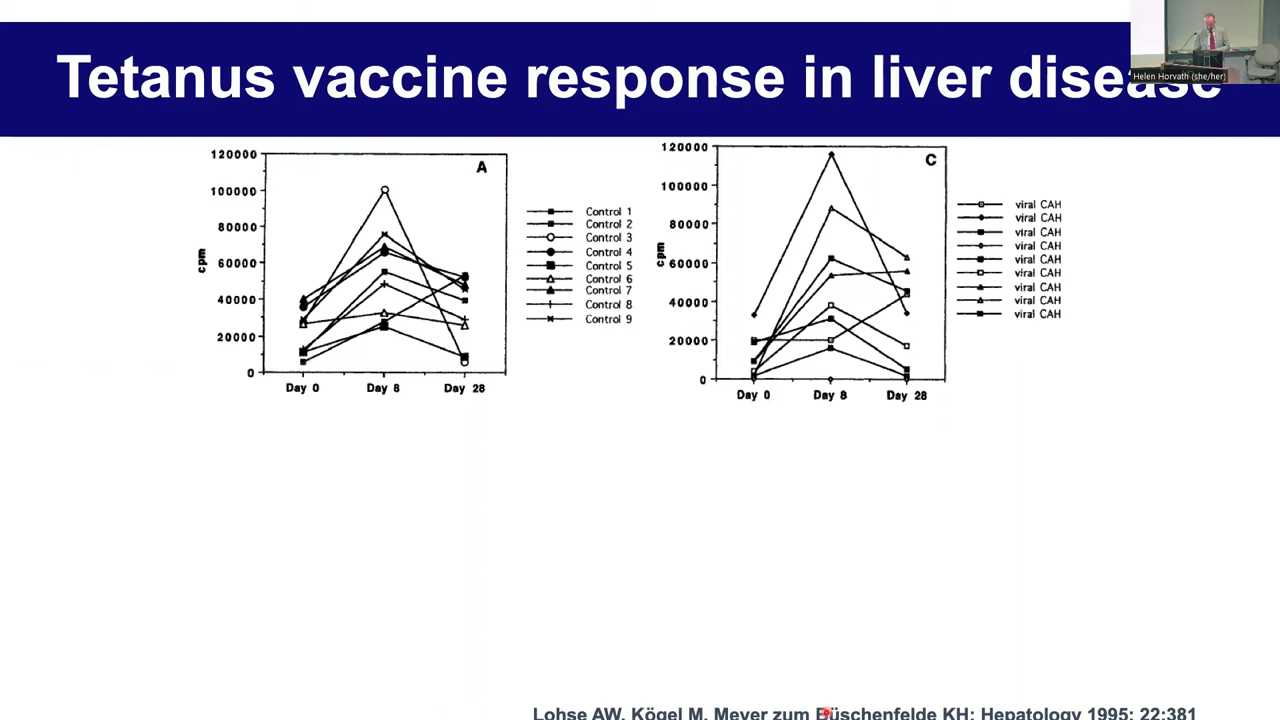 Tetanus vaccine response in liver disease
Helen Horvath (she/her)
120000
100000
80000
60000
40000
20000
0
cpm
A
Day 0 Day 8 Day 28
Control 1
Control 2
Control 3
Control 4
Control 5
Control 6
Control 7
Control 8
Control 9
120000
100000
80000
60000
40000
20000
0
cpm
C
Day 0 Day 8 Day 28
viral CAH
viral CAH
viral CAH
viral CAH
viral CAH
viral CAH
viral CAH
viral CAH
viral CAH
Lohse AW, Kögel M, Meyer zum Büschenfelde KH: Hepatology 1995; 22:381